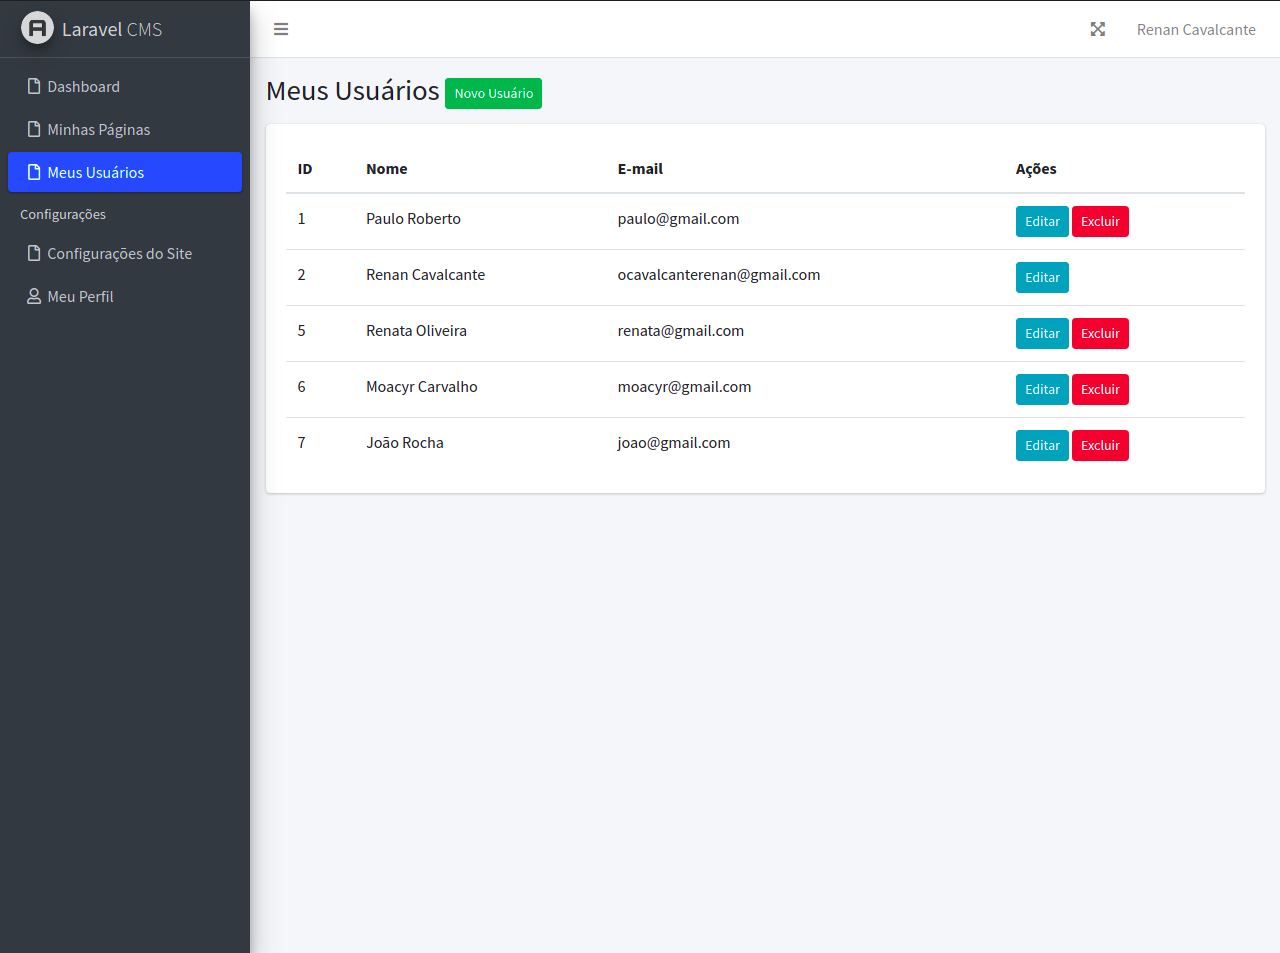 Laravel CMS
Renan Cavalcante
Dashboard
Minhas Páginas
Meus Usuários
Configurações
Configurações do Site
Meu Perfil
Meus Usuários Novo Usuário
ID Nome E-mail Ações
1 Paulo Roberto paulo@gmail.com Editar Excluir
2 Renan Cavalcante ocavalcanterenan@gmail.com Editar
5 Renata Oliveira renata@gmail.com Editar Excluir
6 Moacyr Carvalho moacyr@gmail.com Editar Excluir
7 João Rocha joao@gmail.com Editar Excluir